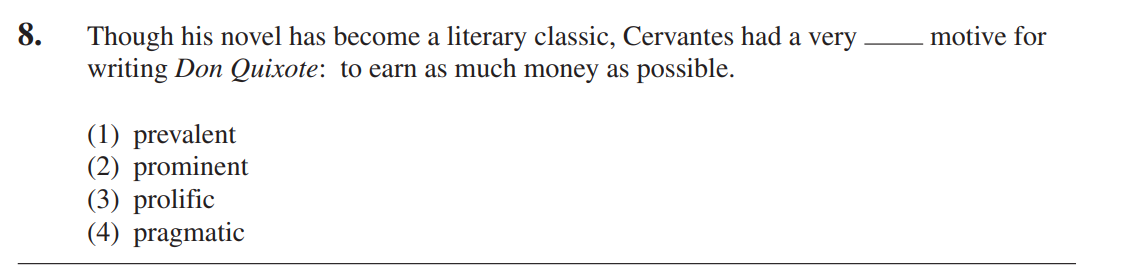 8. Though his novel has become a literary classic, Cervantes had a very _____ motive for
writing Don Quixote: to earn as much money as possible.
(1) prevalent
(2) prominent
(3) prolific
(4) pragmatic